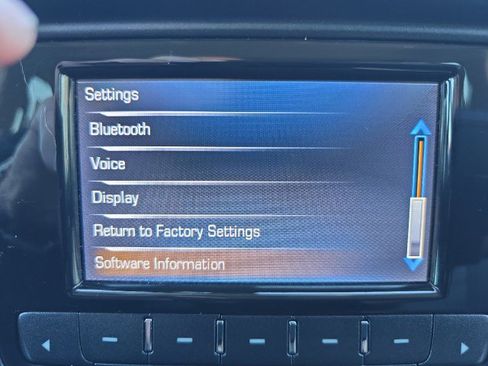 Settings
Bluetooth
Voice
Display
Return to Factory Settings
Software Information